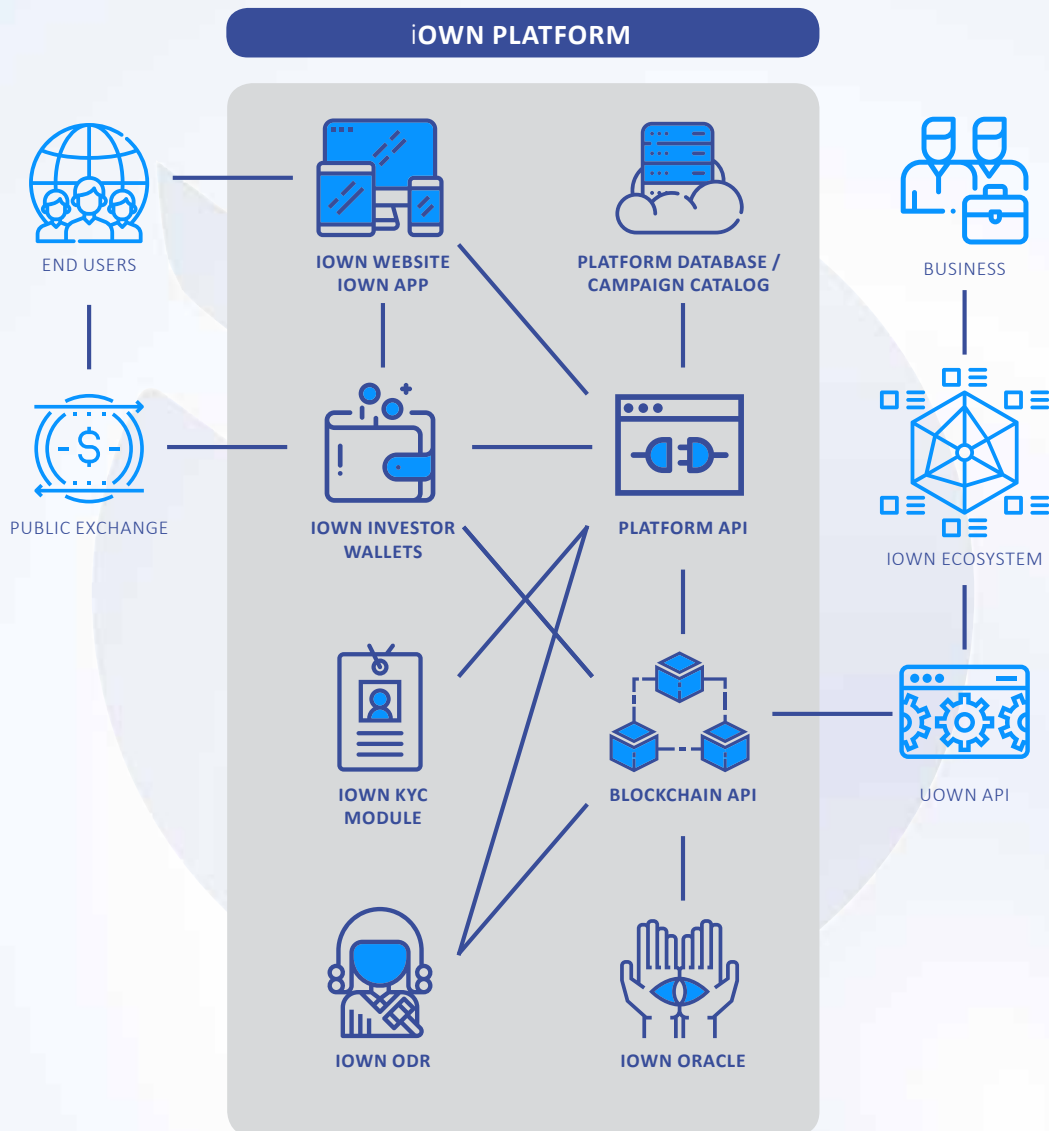 iOWN PLATFORM
END USERS
IOWN WEBSITE
IOWN APP
PLATFORM DATABASE /
CAMPAIGN CATALOG
BUSINESS
$
PUBLIC EXCHANGE
IOWN INVESTOR
WALLETS
PLATFORM API
IOWN ECOSYSTEM
IOWN KYC
MODULE
BLOCKCHAIN API
UOWN API
IOWN ODR
IOWN ORACLE